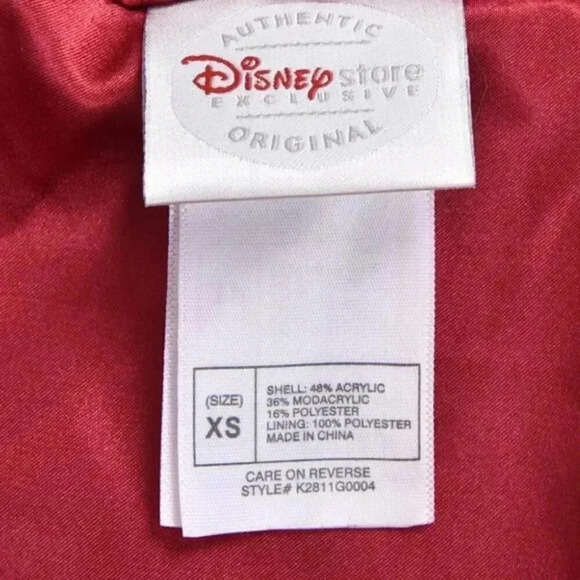 AUTHENTIC
Disney store
EXCLUSIVE
ORIGINAL
(SIZE)
XS
SHELL: 48% ACRYLIC
36% MODACRYLIC
16% POLYESTER
LINING: 100% POLYESTER
MADE IN CHINA
CARE ON REVERSE
STYLE# K2811G0004